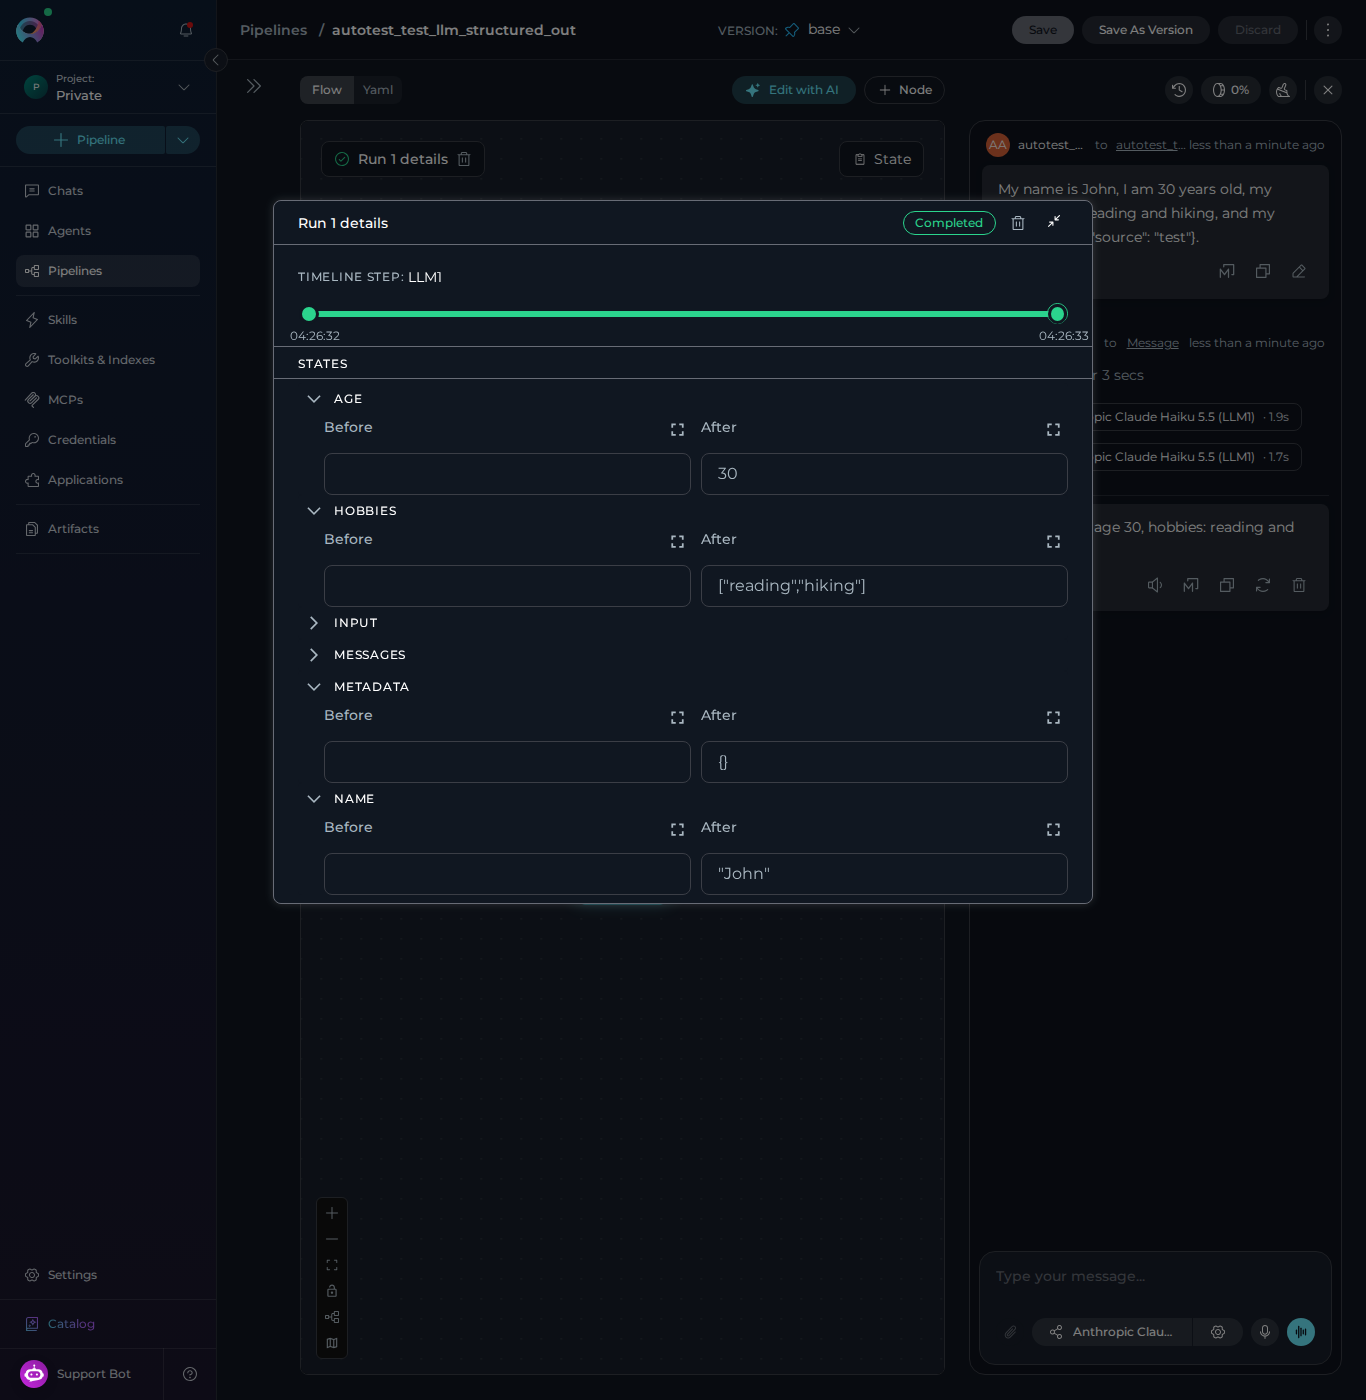 Project:
P
Private
Pipeline
Chats
Agents
Pipelines
Skills
Toolkits & Indexes
MCPs
Credentials
Applications
Artifacts
Settings
Catalog
Support Bot
Pipelines / autotest_test_llm_structured_out
VERSION: base
Save
Save As Version
Discard
Flow
Yaml
Edit with AI
Node
0%
Run 1 details
State
Run 1 details
Completed
TIMELINE STEP: LLM1
04:26:32
04:26:33
STATES
AGE
Before
After
30
HOBBIES
Before
After
["reading","hiking"]
INPUT
MESSAGES
METADATA
Before
After
{}
NAME
Before
After
"John"
AA autotest_... to autotest_t... less than a minute ago
My name is John, I am 30 years old, my
eading and hiking, and my
"source": "test"}.
to Message less than a minute ago
3 secs
pic Claude Haiku 5.5 (LLM1) · 1.9s
pic Claude Haiku 5.5 (LLM1) · 1.7s
age 30, hobbies: reading and
Type your message...
Anthropic Clau...